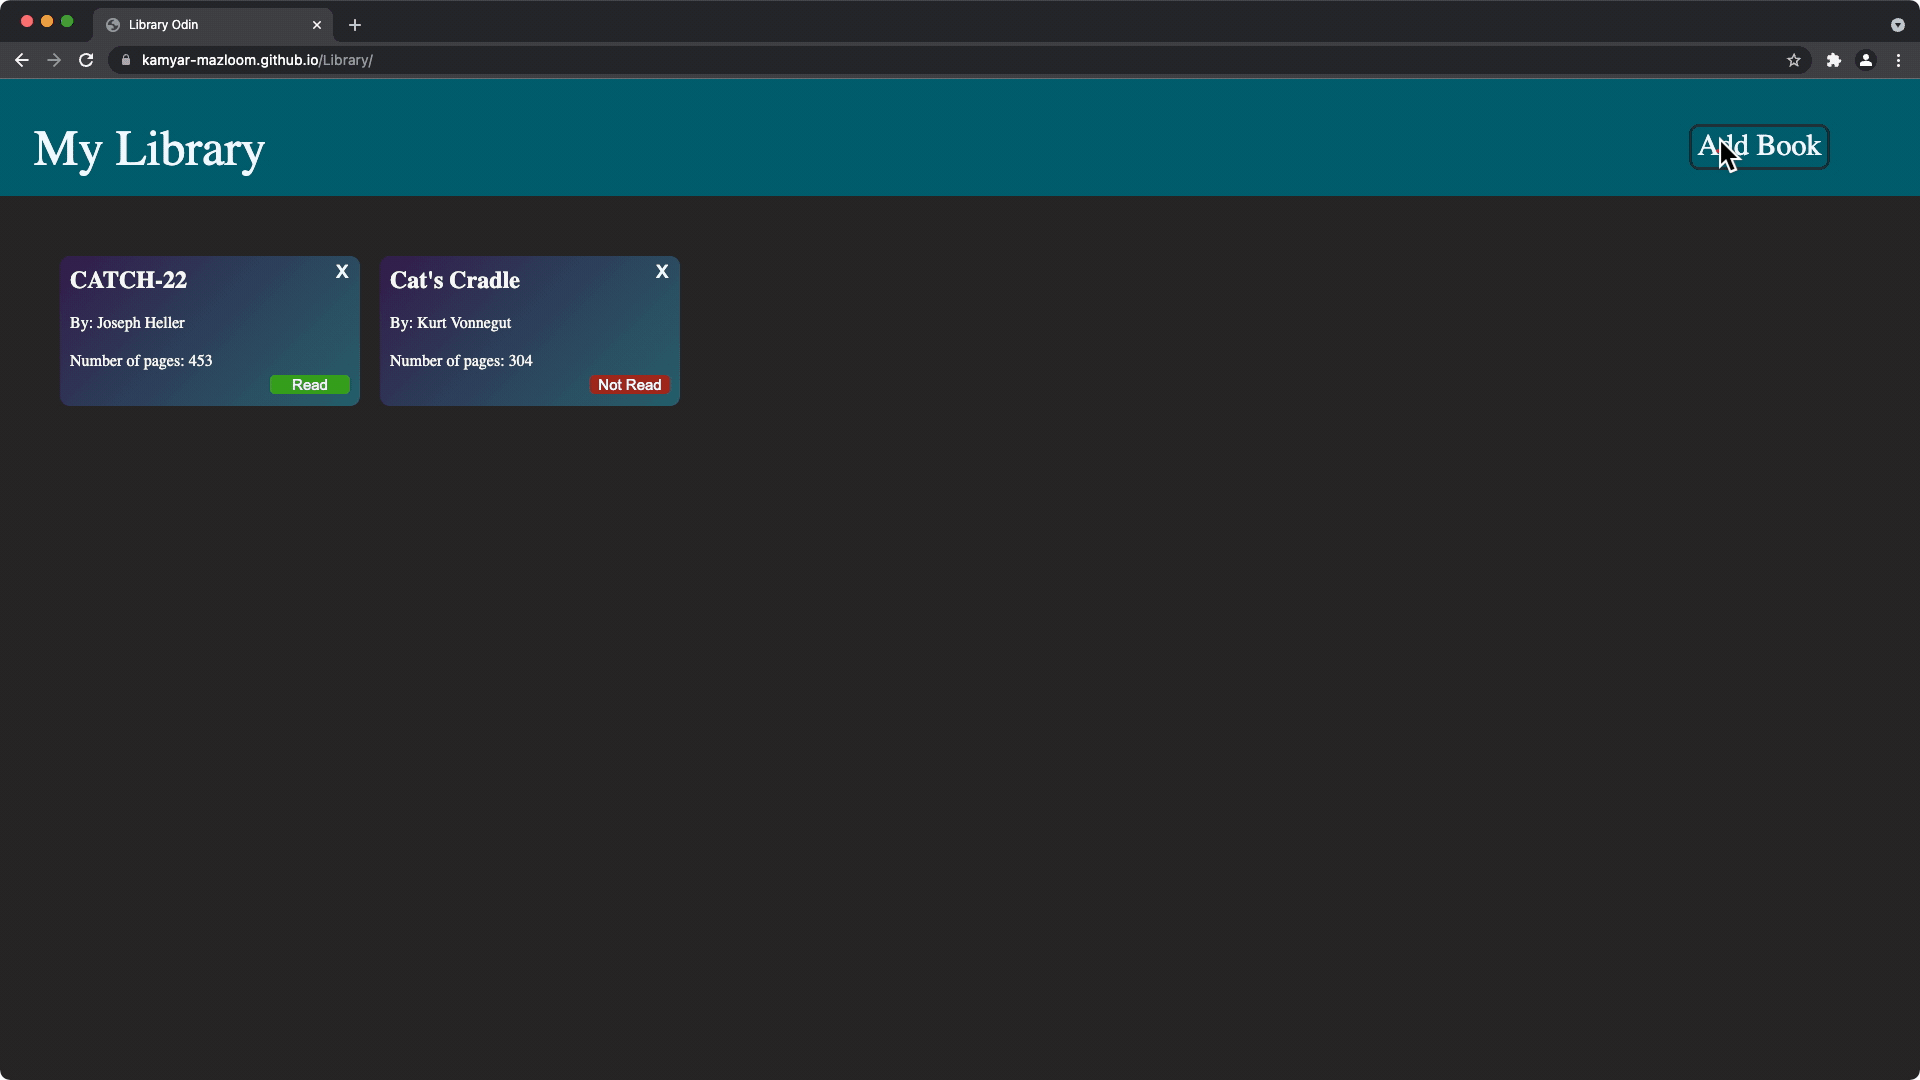 Library Odin
kamyar-mazloom.github.io/Library/
My Library
Add Book
CATCH-22
X
By: Joseph Heller
Number of pages: 453
Read
Cat's Cradle
X
By: Kurt Vonnegut
Number of pages: 304
Not Read